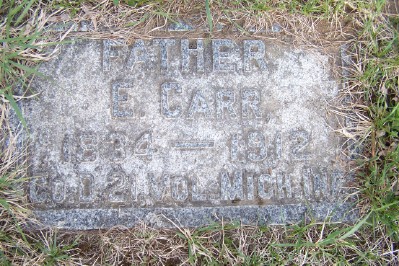 FATHER
E. CARR
1834 — 1912
CO. D. 21. VOL. MICH. INF.